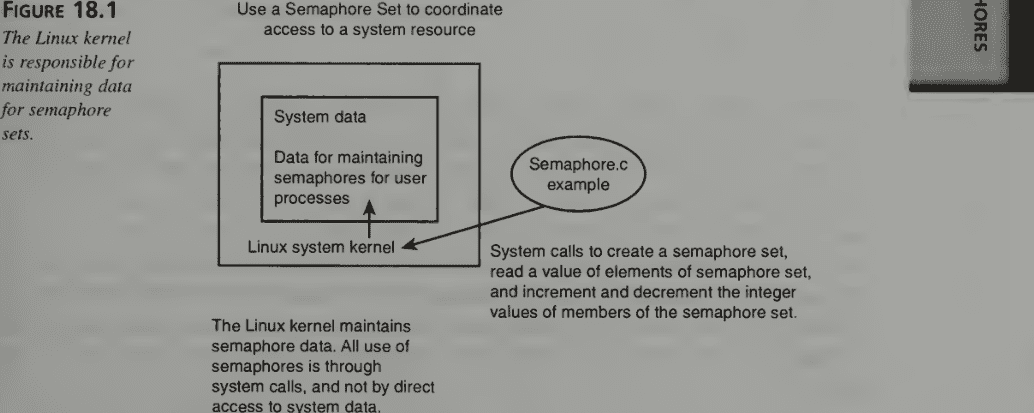 FIGURE 18.1
The Linux kernel
is responsible for
maintaining data
for semaphore
sets.
Use a Semaphore Set to coordinate
access to a system resource
System data
Data for maintaining
semaphores for user
processes
Linux system kernel
Semaphore.c
example
System calls to create a semaphore set,
read a value of elements of semaphore set,
and increment and decrement the integer
values of members of the semaphore set.
The Linux kernel maintains
semaphore data. All use of
semaphores is through
system calls, and not by direct
access to system data.
HORES